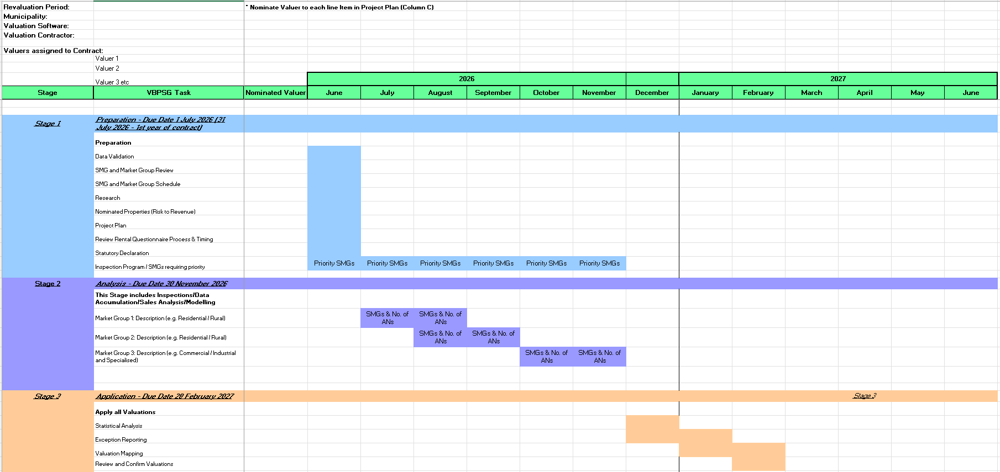 Revaluation Period:
* Nominate Valuer to each line Item in Project Plan (Column C)
Municipality:
Valuation Software:
Valuation Contractor:
Valuers assigned to Contract:
Valuer 1
Valuer 2
Valuer 3 etc
2026
2027
Stage
VBPSG Task
Nominated Valuer
June
July
August
September
October
November
December
January
February
March
April
May
June
Stage 1
Preparation - Due Date 1 July 2026 (31
July 2026 - 1st year of contract)
Preparation
Data Validation
SMG and Market Group Review
SMG and Market Group Schedule
Research
Nominated Properties (Risk to Revenue)
Project Plan
Review Rental Questionnaire Process & Timing
Statutory Declaration
Inspection Program / SMGs requiring priority
Priority SMGs
Priority SMGs
Priority SMGs
Priority SMGs
Priority SMGs
Priority SMGs
Stage 2
Analysis - Due Date 30 November 2026
This Stage includes Inspections/Data
Accumulation/Sales Analysis/Modelling
Market Group 1: Description (e.g. Residential / Rural)
SMGs & No. of
ANs
SMGs & No. of
ANs
Market Group 2: Description (e.g. Residential / Rural)
SMGs & No. of
ANs
SMGs & No. of
ANs
Market Group 3: Description (e.g. Commercial / Industrial
and Specialised)
SMGs & No. of
ANs
SMGs & No. of
ANs
Stage 3
Application - Due Date 28 February 2027
Stage 3
Apply all Valuations
Statistical Analysis
Exception Reporting
Valuation Mapping
Review and Confirm Valuations